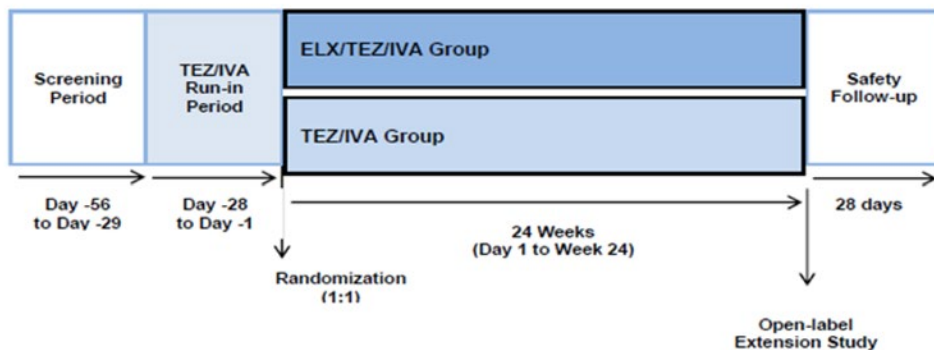 ELX/TEZ/IVA Group
Screening
Period
TEZ/IVA
Run-in
Period
TEZ/IVA Group
Safety
Follow-up
Day -56
to Day -29
Day -28
to Day -1
24 Weeks
(Day 1 to Week 24)
28 days
Randomization
(1:1)
Open-label
Extension Study